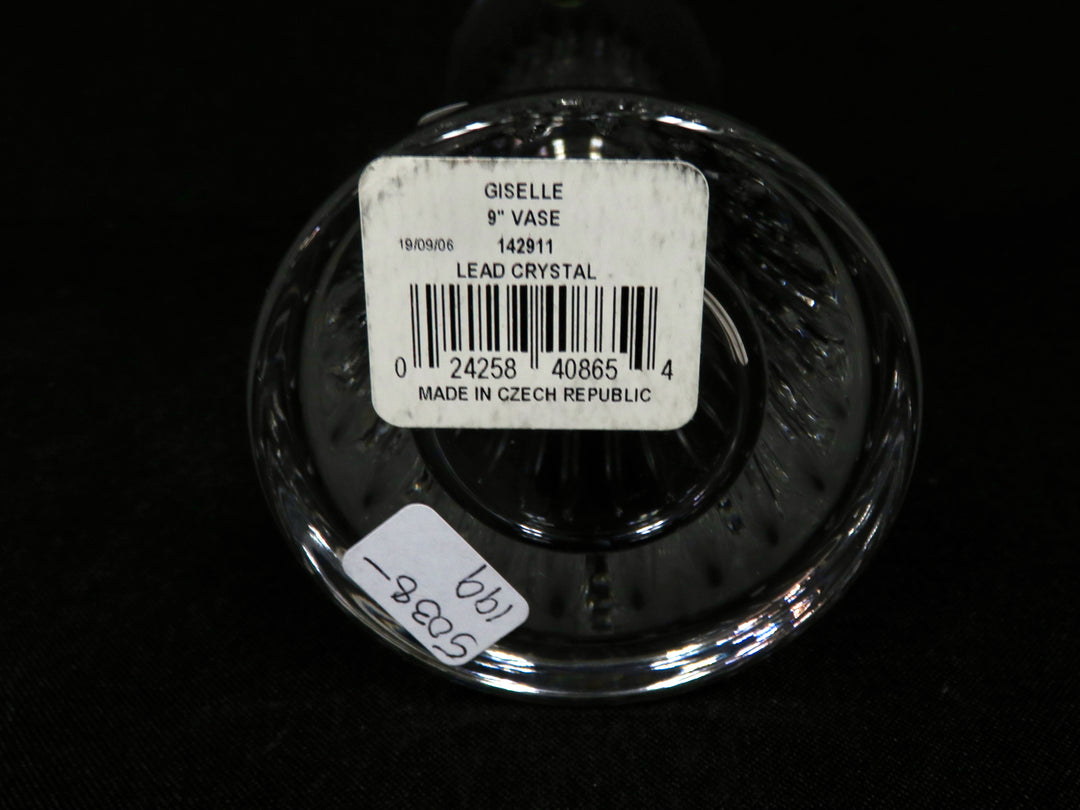 GISELLE
9" VASE
19/09/06 142911
LEAD CRYSTAL
0 24258 40865 4
MADE IN CZECH REPUBLIC
5038-
199